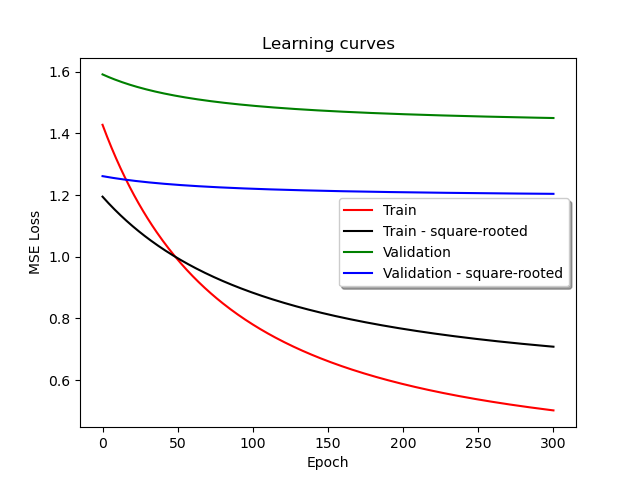 Learning curves
MSE Loss
1.6
1.4
1.2
1.0
0.8
0.6
Train
Train - square-rooted
Validation
Validation - square-rooted
0 50 100 150 200 250 300
Epoch